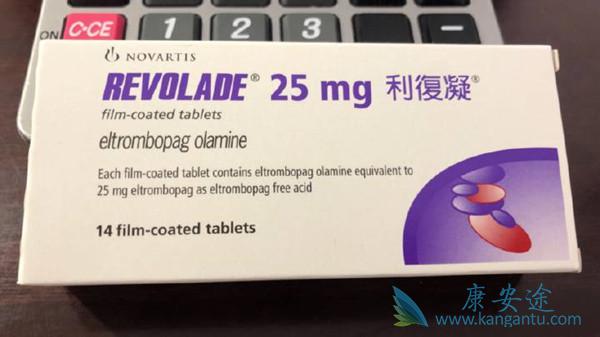 ON
C·CE
1
2
3
NOVARTIS
REVOLADE® 25 mg 利復凝®
film-coated tablets
eltrombopag olamine
Each film-coated tablet contains eltrombopag olamine equivalent to
25 mg eltrombopag as eltrombopag free acid
14 film-coated tablets
康安途
www.kangantu.com